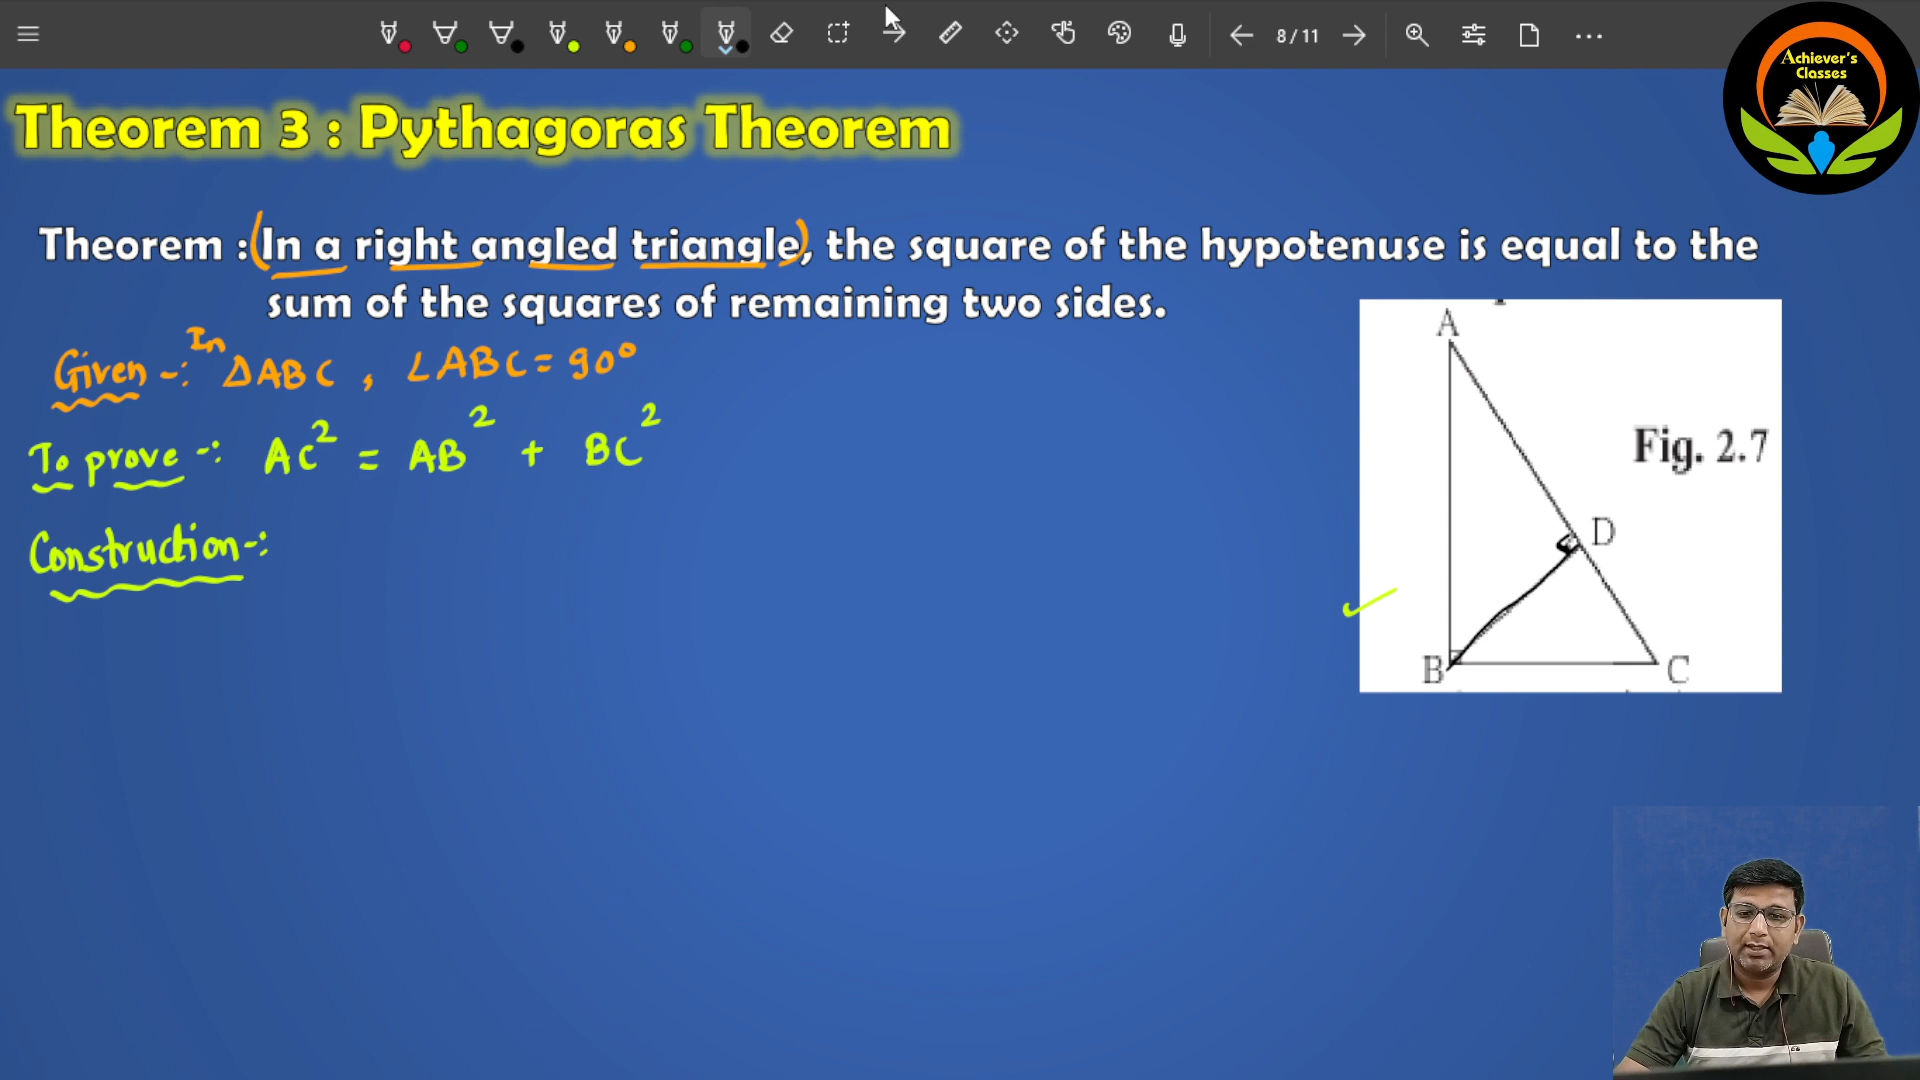 8 / 11
Achiever's
Classes
Theorem 3 : Pythagoras Theorem
Theorem : (In a right angled triangle), the square of the hypotenuse is equal to the
sum of the squares of remaining two sides.
Given -: In ΔABC , ∠ABC = 90°
To prove -: AC² = AB² + BC²
Construction-:
A
Fig. 2.7
D
B
C